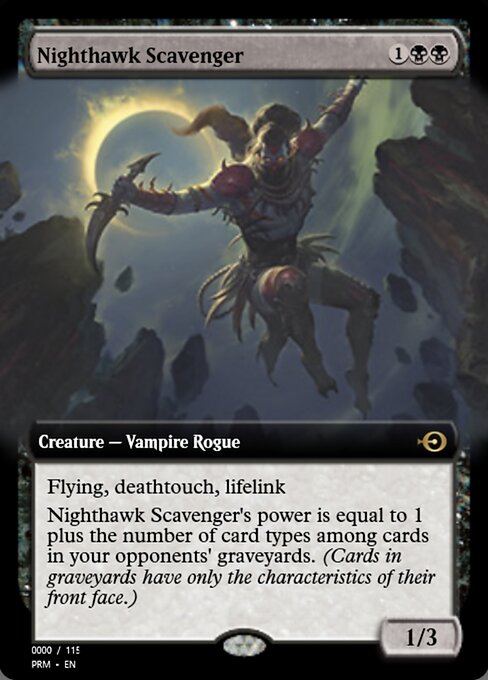 Nighthawk Scavenger 1
Creature — Vampire Rogue
Flying, deathtouch, lifelink
Nighthawk Scavenger's power is equal to 1
plus the number of card types among cards
in your opponents' graveyards. (Cards in
graveyards have only the characteristics of their
front face.)
1/3
0000 / 115
PRM • EN